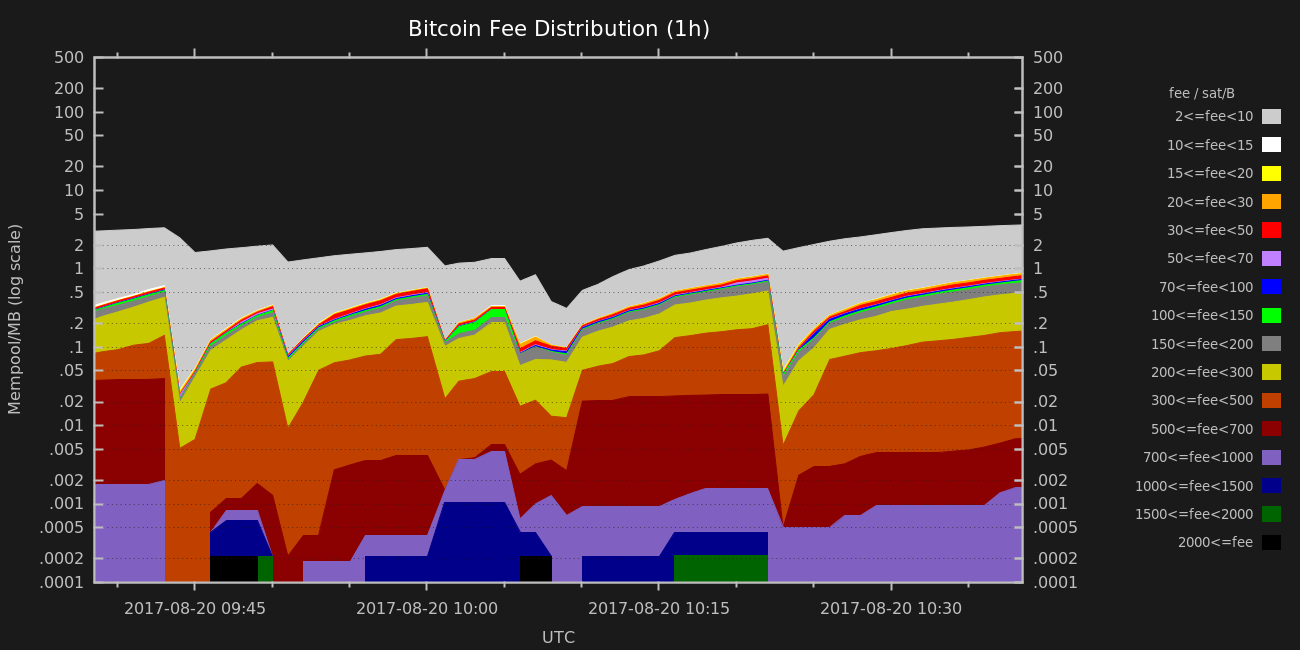 Bitcoin Fee Distribution (1h)
500
200
100
50
20
10
5
2
1
.5
.2
.1
.05
.02
.01
.005
.002
.001
.0005
.0002
.0001
Mempool/MB (log scale)
500
200
100
50
20
10
5
2
1
.5
.2
.1
.05
.02
.01
.005
.002
.001
.0005
.0002
.0001
2017-08-20 09:45
2017-08-20 10:00
2017-08-20 10:15
2017-08-20 10:30
UTC
fee / sat/B
2<=fee<10
10<=fee<15
15<=fee<20
20<=fee<30
30<=fee<50
50<=fee<70
70<=fee<100
100<=fee<150
150<=fee<200
200<=fee<300
300<=fee<500
500<=fee<700
700<=fee<1000
1000<=fee<1500
1500<=fee<2000
2000<=fee